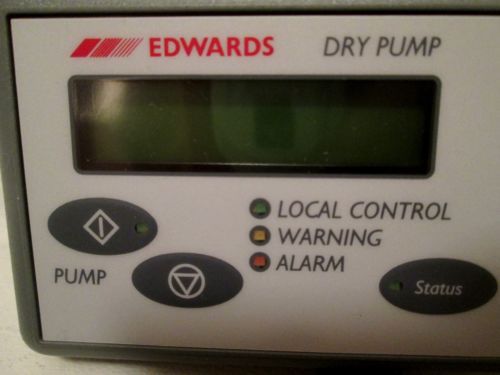 EDWARDS DRY PUMP
LOCAL CONTROL
WARNING
ALARM
PUMP
Status